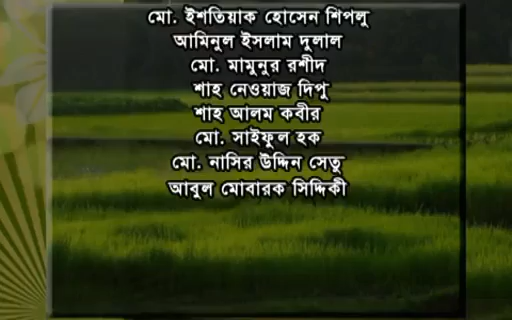 মো. ইশতিয়াক হোসেন শিপলু
আমিনুল ইসলাম দুলাল
মো. মামুনুর রশীদ
শাহ নেওয়াজ দিপু
শাহ আলম কবীর
মো. সাইফুল হক
মো. নাসির উদ্দিন সেতু
আবুল মোবারক সিদ্দিকী